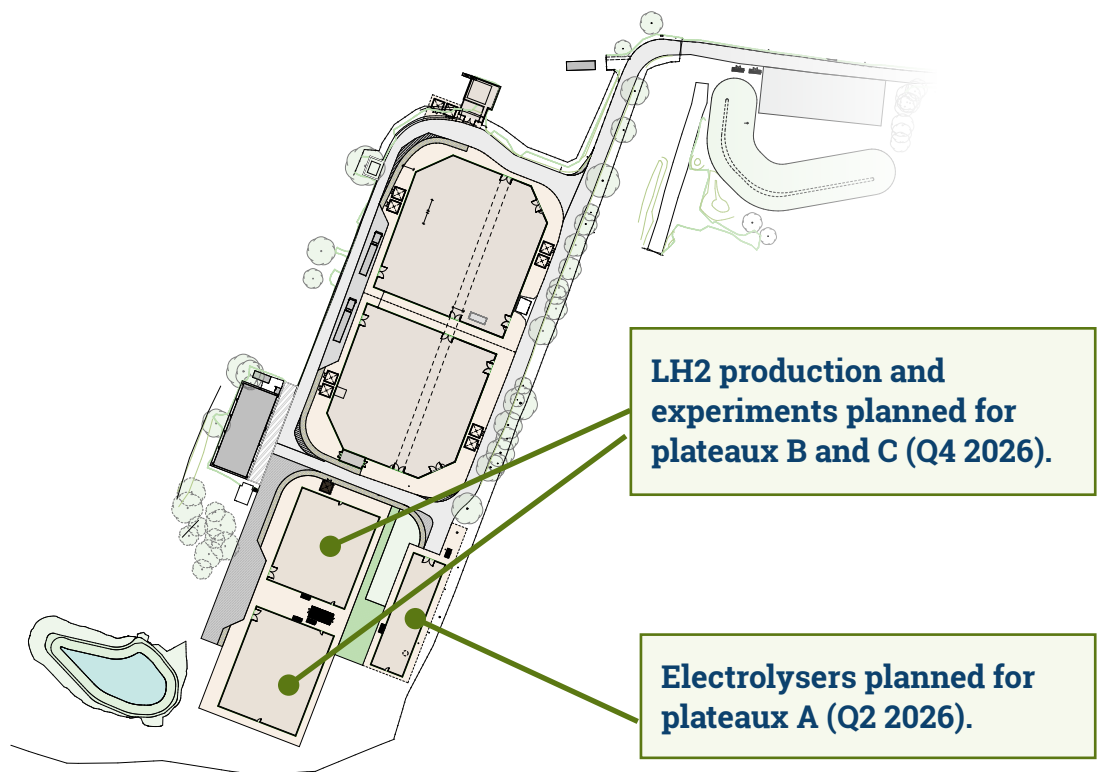 LH2 production and
experiments planned for
plateaux B and C (Q4 2026).
Electrolysers planned for
plateaux A (Q2 2026).